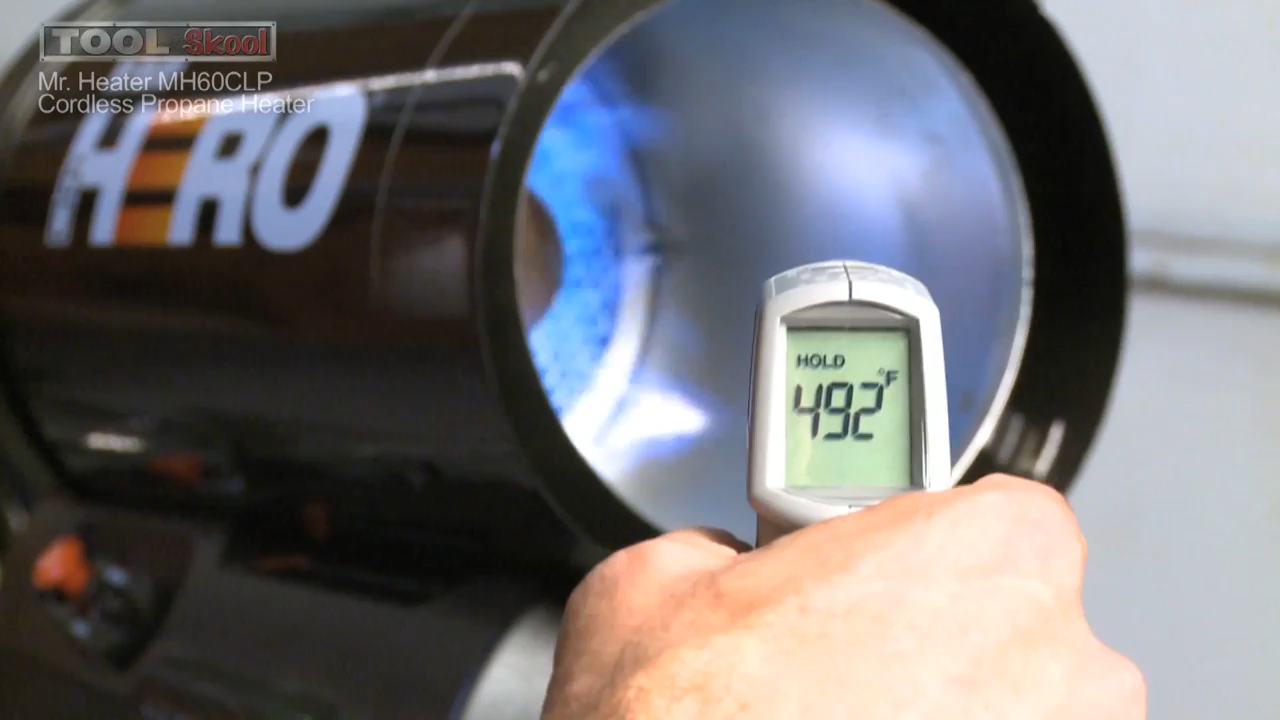 TOOL Skool
Mr. Heater MH60CLP
Cordless Propane Heater
HERO
HOLD
492°F